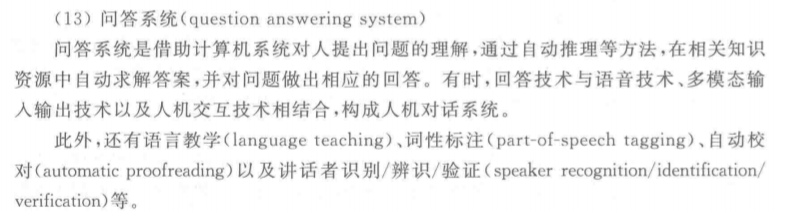 (13) 问答系统(question answering system)
问答系统是借助计算机系统对人提出问题的理解,通过自动推理等方法,在相关知识
资源中自动求解答案,并对问题做出相应的回答。有时,回答技术与语音技术、多模态输
入输出技术以及人机交互技术相结合,构成人机对话系统。
此外,还有语言教学(language teaching)、词性标注(part-of-speech tagging)、自动校
对(automatic proofreading)以及讲话者识别/辨识/验证(speaker recognition/identification/
verification)等。